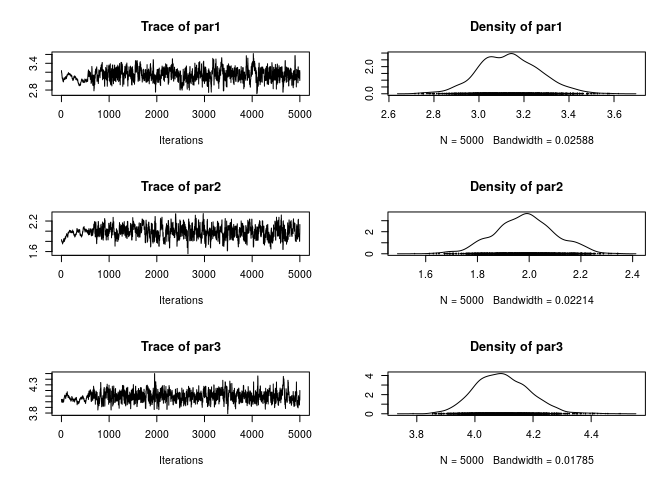 Trace of par1
2.8 3.4
0 1000 2000 3000 4000 5000
Iterations
Density of par1
0.0 2.0
2.6 2.8 3.0 3.2 3.4 3.6
N = 5000 Bandwidth = 0.02588
Trace of par2
1.6 2.2
0 1000 2000 3000 4000 5000
Iterations
Density of par2
0 2
1.6 1.8 2.0 2.2 2.4
N = 5000 Bandwidth = 0.02214
Trace of par3
3.8 4.3
0 1000 2000 3000 4000 5000
Iterations
Density of par3
0 2 4
3.8 4.0 4.2 4.4
N = 5000 Bandwidth = 0.01785